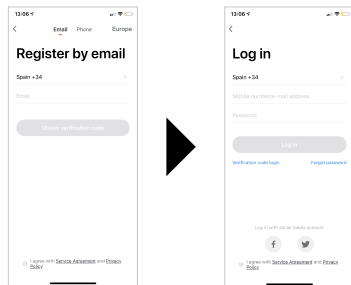 13:06
Email Phone Europe
Register by email
Spain +34
Email
Obtain verification code
I agree with Service Agreement and Privacy
Policy
13:06
Log in
Spain +34
Mobile number/e-mail address
Password
Log in
Verification code login Forgot password
Log in with social media account
I agree with Service Agreement and Privacy
Policy